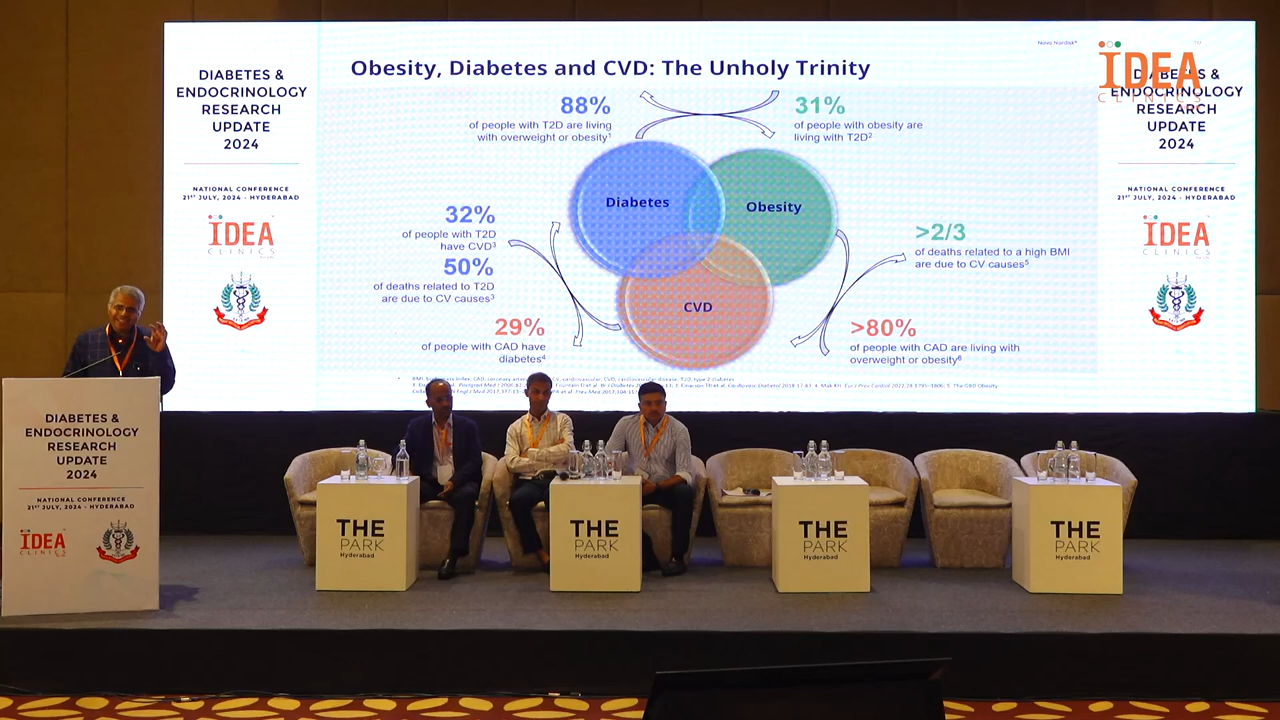 Obesity, Diabetes and CVD: The Unholy Trinity
Novo Nordisk®
DIABETES &
ENDOCRINOLOGY
RESEARCH
UPDATE
2024
NATIONAL CONFERENCE
21ST JULY, 2024 - HYDERABAD
IDEA
CLINICS
88%
of people with T2D are living
with overweight or obesity¹
31%
of people with obesity are
living with T2D²
32%
of people with T2D
have CVD³
50%
of deaths related to T2D
are due to CV causes³
29%
of people with CAD have
diabetes⁴
Diabetes
Obesity
CVD
>2/3
of deaths related to a high BMI
are due to CV causes⁵
>80%
of people with CAD are living with
overweight or obesity⁶
IDEA
CLINICS
DIABETES &
ENDOCRINOLOGY
RESEARCH
UPDATE
2024
NATIONAL CONFERENCE
21ST JULY, 2024 - HYDERABAD
IDEA
CLINICS
DIABETES &
ENDOCRINOLOGY
RESEARCH
UPDATE
2024
NATIONAL CONFERENCE
21ST JULY, 2024 - HYDERABAD
IDEA
CLINICS
THE
PARK
Hyderabad
THE
PARK
Hyderabad
THE
PARK
Hyderabad
THE
PARK
Hyderabad